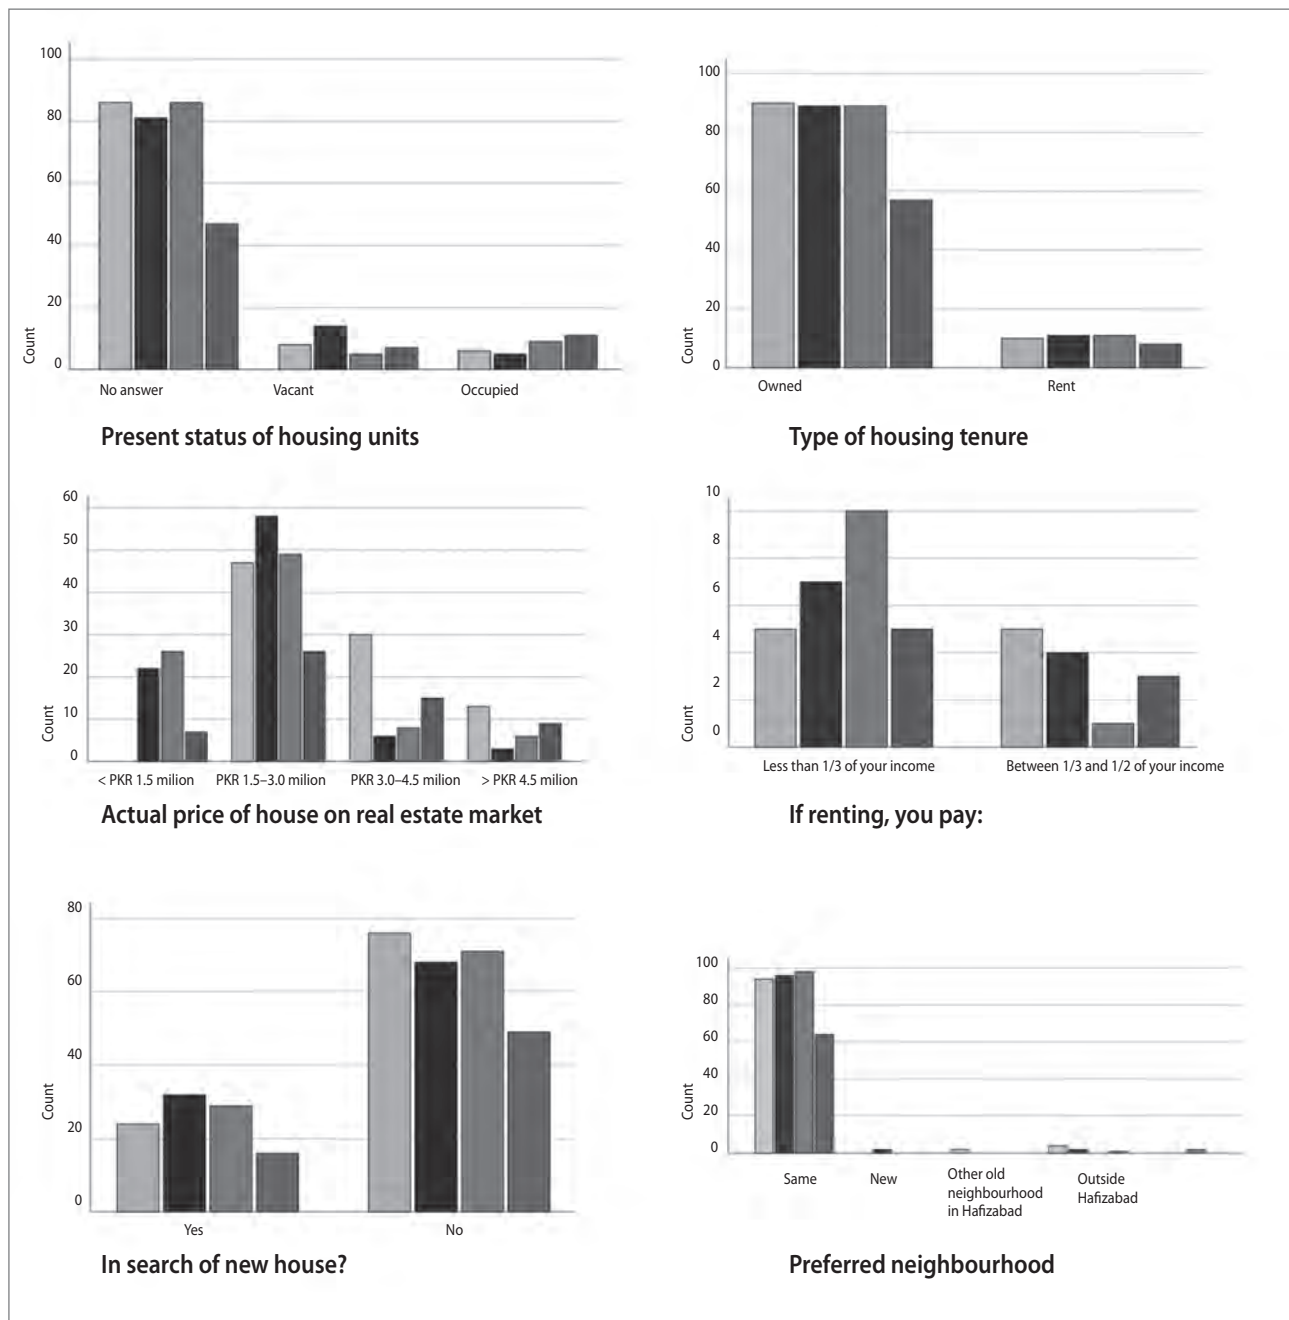 100
80
60
40
20
0
Count
No answer Vacant Occupied
Present status of housing units
100
80
60
40
20
0
Count
Owned Rent
Type of housing tenure
60
50
40
30
20
10
0
Count
< PKR 1.5 milion PKR 1.5–3.0 milion PKR 3.0–4.5 milion > PKR 4.5 milion
Actual price of house on real estate market
10
8
6
4
2
0
Count
Less than 1/3 of your income Between 1/3 and 1/2 of your income
If renting, you pay:
80
60
40
20
0
Count
Yes No
In search of new house?
100
80
60
40
20
0
Count
Same New Other old Outside
neighbourhood Hafizabad
in Hafizabad
Preferred neighbourhood